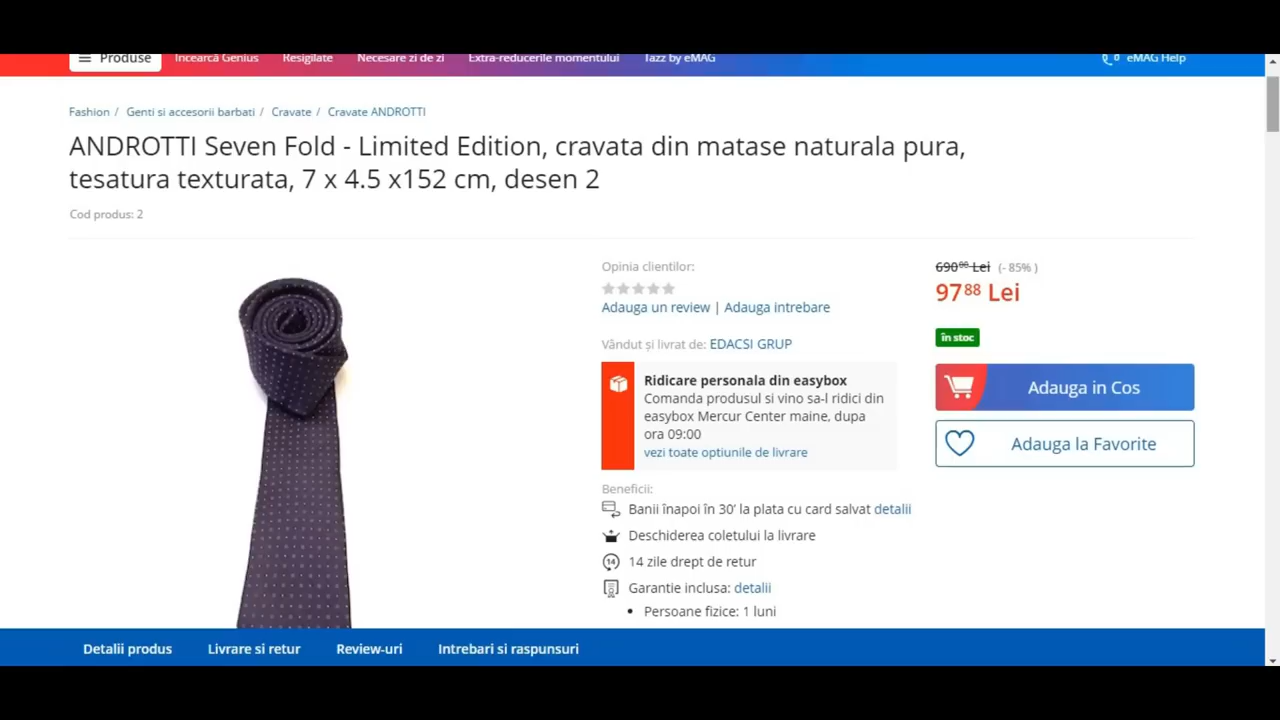 Produse Încearcă Genius Resigilate Necesare zi de zi Extra-reducerile momentului Tazz by eMAG eMAG Help
Fashion / Genti si accesorii barbati / Cravate / Cravate ANDROTTI
ANDROTTI Seven Fold - Limited Edition, cravata din matase naturala pura,
tesatura texturata, 7 x 4.5 x152 cm, desen 2
Cod produs: 2
Opinia clientilor:
Adauga un review | Adauga intrebare
Vândut și livrat de: EDACSI GRUP
Ridicare personala din easybox
Comanda produsul si vino sa-l ridici din
easybox Mercur Center maine, dupa
ora 09:00
vezi toate optiunile de livrare
Beneficii:
Banii înapoi în 30’ la plata cu card salvat detalii
Deschiderea coletului la livrare
14 14 zile drept de retur
Garantie inclusa: detalii
• Persoane fizice: 1 luni
690⁰⁰ Lei (- 85% )
97⁸⁸ Lei
în stoc
Adauga in Cos
Adauga la Favorite
Detalii produs Livrare si retur Review-uri Intrebari si raspunsuri